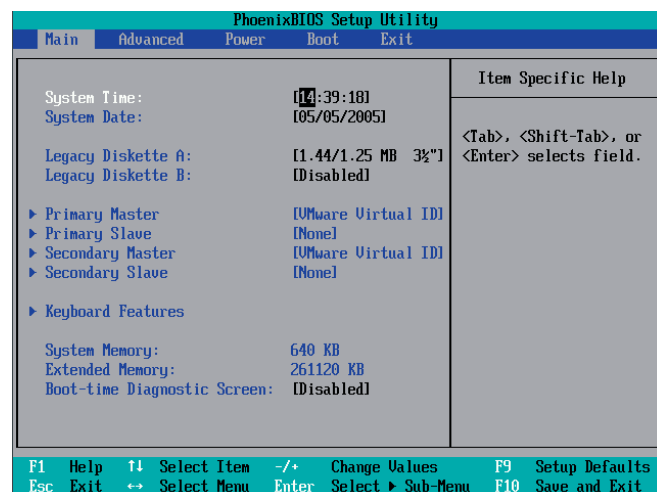 PhoenixBIOS Setup Utility
Main Advanced Power Boot Exit
Item Specific Help
System Time: [14:39:18]
System Date: [05/05/2005]
<Tab>, <Shift-Tab>, or
<Enter> selects field.
Legacy Diskette A: [1.44/1.25 MB 3½"]
Legacy Diskette B: [Disabled]
▶ Primary Master [VMware Virtual ID]
▶ Primary Slave [None]
▶ Secondary Master [VMware Virtual ID]
▶ Secondary Slave [None]
▶ Keyboard Features
System Memory: 640 KB
Extended Memory: 261120 KB
Boot-time Diagnostic Screen: [Disabled]
F1 Help ↑↓ Select Item -/+ Change Values F9 Setup Defaults
Esc Exit ↔ Select Menu Enter Select ▶ Sub-Menu F10 Save and Exit